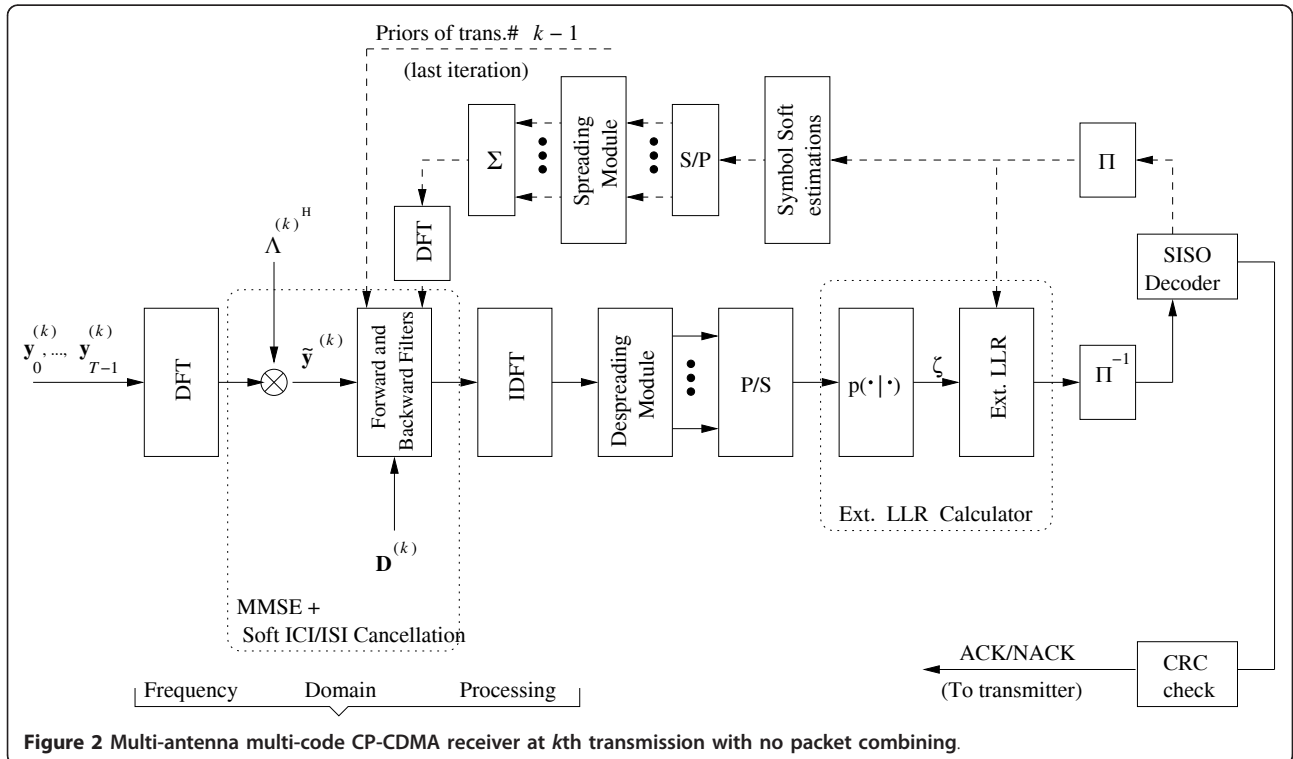 Priors of trans.# k − 1
(last iteration)
Σ
Spreading
Module
S/P
Symbol Soft
estimations
Π
DFT
Λ^(k)^H
SISO
Decoder
y_0^(k), ..., y_{T−1}^(k)
DFT
ỹ^(k)
Forward and
Backward Filters
IDFT
Despreading
Module
P/S
p(·|·)
ζ
Ext. LLR
Π^−1
Ext. LLR Calculator
D^(k)
MMSE +
Soft ICI/ISI Cancellation
ACK/NACK
(To transmitter)
CRC
check
Frequency Domain Processing
Figure 2 Multi-antenna multi-code CP-CDMA receiver at kth transmission with no packet combining.